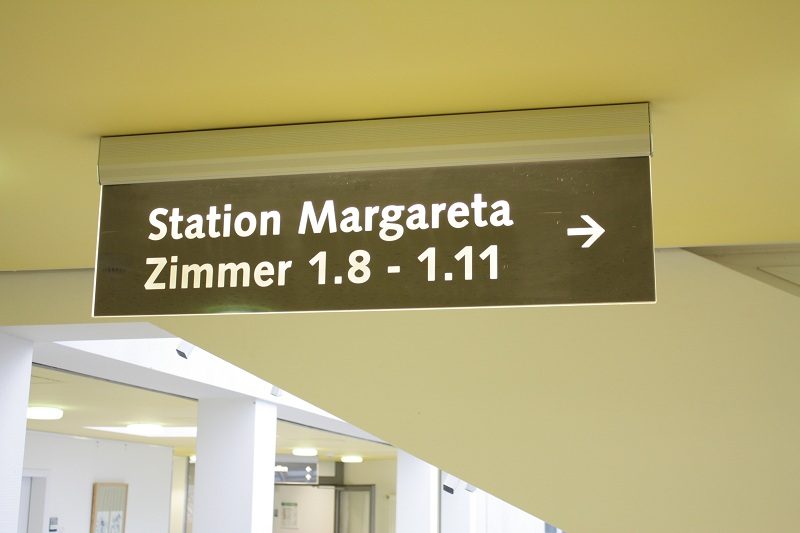 Station Margareta →
Zimmer 1.8 - 1.11